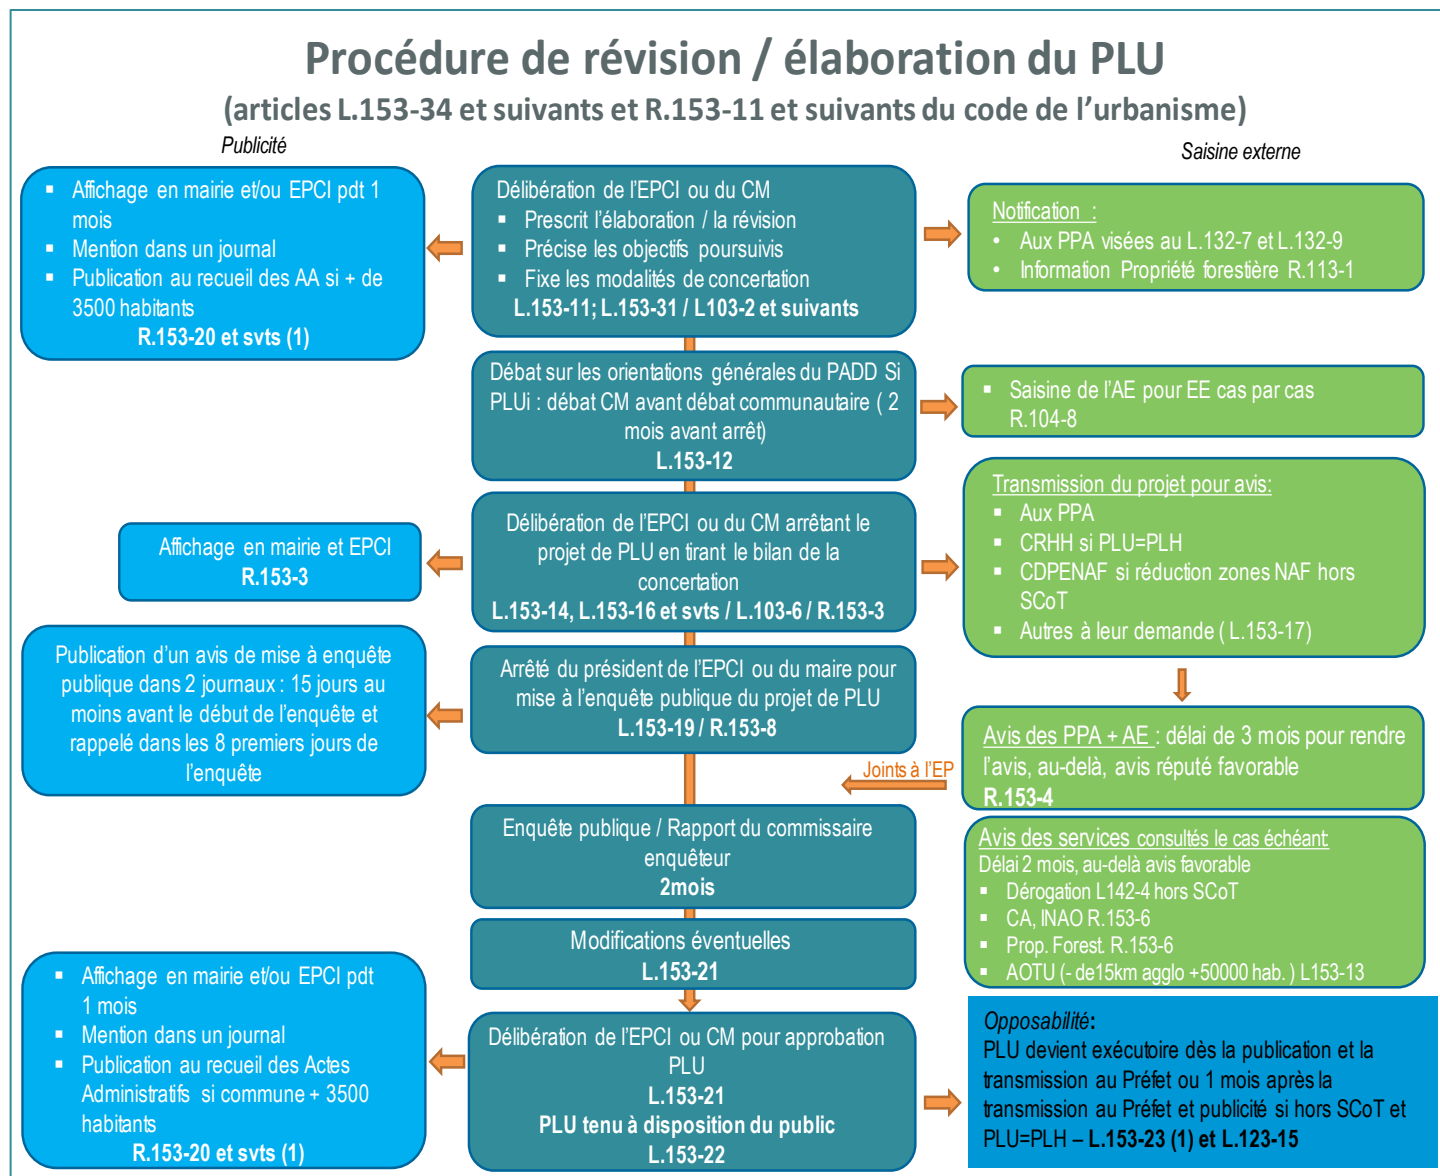 Procédure de révision / élaboration du PLU
(articles L.153-34 et suivants et R.153-11 et suivants du code de l'urbanisme)
Publicité
Saisine externe
▪ Affichage en mairie et/ou EPCI pdt 1
mois
▪ Mention dans un journal
▪ Publication au recueil des AA si + de
3500 habitants
R.153-20 et svts (1)
Délibération de l'EPCI ou du CM
▪ Prescrit l'élaboration / la révision
▪ Précise les objectifs poursuivis
▪ Fixe les modalités de concertation
L.153-11; L.153-31 / L103-2 et suivants
Notification :
• Aux PPA visées au L.132-7 et L.132-9
• Information Propriété forestière R.113-1
Débat sur les orientations générales du PADD Si
PLUi : débat CM avant débat communautaire ( 2
mois avant arrêt)
L.153-12
▪ Saisine de l'AE pour EE cas par cas
R.104-8
Affichage en mairie et EPCI
R.153-3
Délibération de l'EPCI ou du CM arrêtant le
projet de PLU en tirant le bilan de la
concertation
L.153-14, L.153-16 et svts / L.103-6 / R.153-3
Transmission du projet pour avis:
▪ Aux PPA
▪ CRHH si PLU=PLH
▪ CDPENAF si réduction zones NAF hors
SCoT
▪ Autres à leur demande ( L.153-17)
Publication d'un avis de mise à enquête
publique dans 2 journaux : 15 jours au
moins avant le début de l'enquête et
rappelé dans les 8 premiers jours de
l'enquête
Arrêté du président de l'EPCI ou du maire pour
mise à l'enquête publique du projet de PLU
L.153-19 / R.153-8
Avis des PPA + AE : délai de 3 mois pour rendre
l'avis, au-delà, avis réputé favorable
R.153-4
Joints à l'EP
Enquête publique / Rapport du commissaire
enquêteur
2mois
Avis des services consultés le cas échéant:
Délai 2 mois, au-delà avis favorable
▪ Dérogation L142-4 hors SCoT
▪ CA, INAO R.153-6
▪ Prop. Forest. R.153-6
▪ AOTU (- de15km agglo +50000 hab. ) L153-13
Modifications éventuelles
L.153-21
▪ Affichage en mairie et/ou EPCI pdt
1 mois
▪ Mention dans un journal
▪ Publication au recueil des Actes
Administratifs si commune + 3500
habitants
R.153-20 et svts (1)
Délibération de l'EPCI ou CM pour approbation
PLU
L.153-21
PLU tenu à disposition du public
L.153-22
Opposabilité:
PLU devient exécutoire dès la publication et la
transmission au Préfet ou 1 mois après la
transmission au Préfet et publicité si hors SCoT et
PLU=PLH – L.153-23 (1) et L.123-15